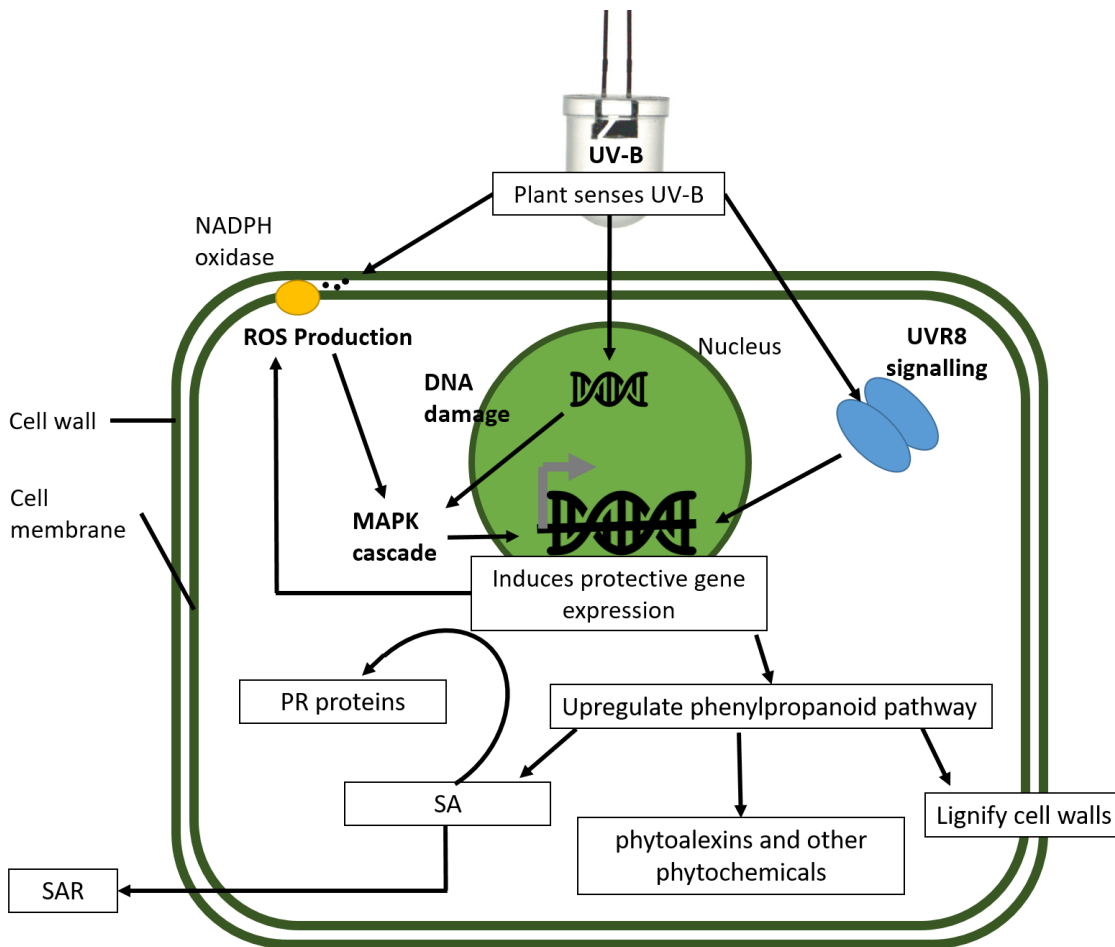 UV-B
Plant senses UV-B
NADPH
oxidase
ROS Production
Nucleus
UVR8
signalling
DNA
damage
Cell wall
Cell
membrane
MAPK
cascade
Induces protective gene
expression
PR proteins
Upregulate phenylpropanoid pathway
SA
Lignify cell walls
phytoalexins and other
phytochemicals
SAR